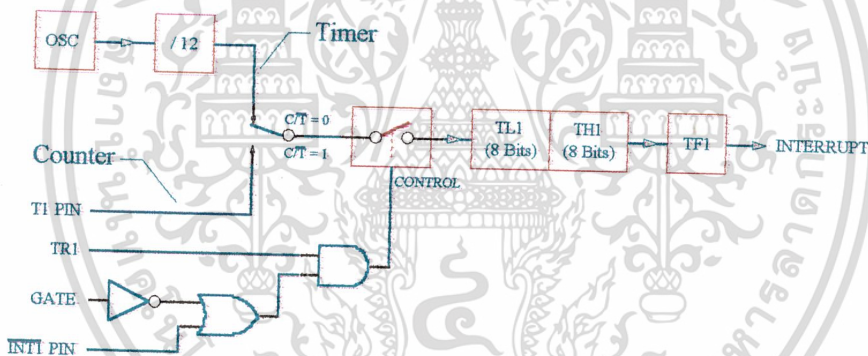 OSC
/ 12
Timer
C/T̅ = 0
C/T̅ = 1
Counter
TL1
(8 Bits)
TH1
(8 Bits)
TF1
INTERRUPT
CONTROL
T1 PIN
TR1
GATE
I̅N̅T̅1̅ PIN